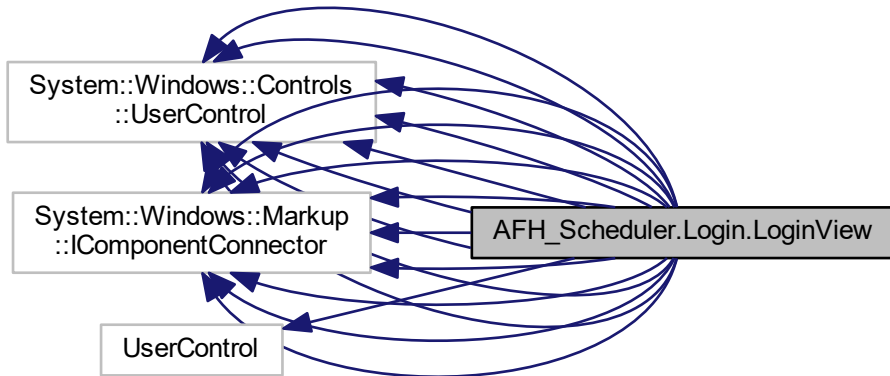 System::Windows::Controls
::UserControl
System::Windows::Markup
::IComponentConnector
AFH_Scheduler.Login.LoginView
UserControl